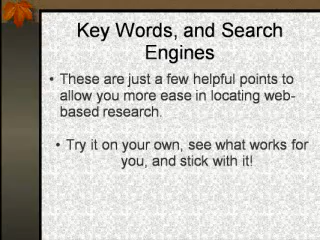 Key Words, and Search
Engines
• These are just a few helpful points to
allow you more ease in locating web-
based research.
• Try it on your own, see what works for
you, and stick with it!